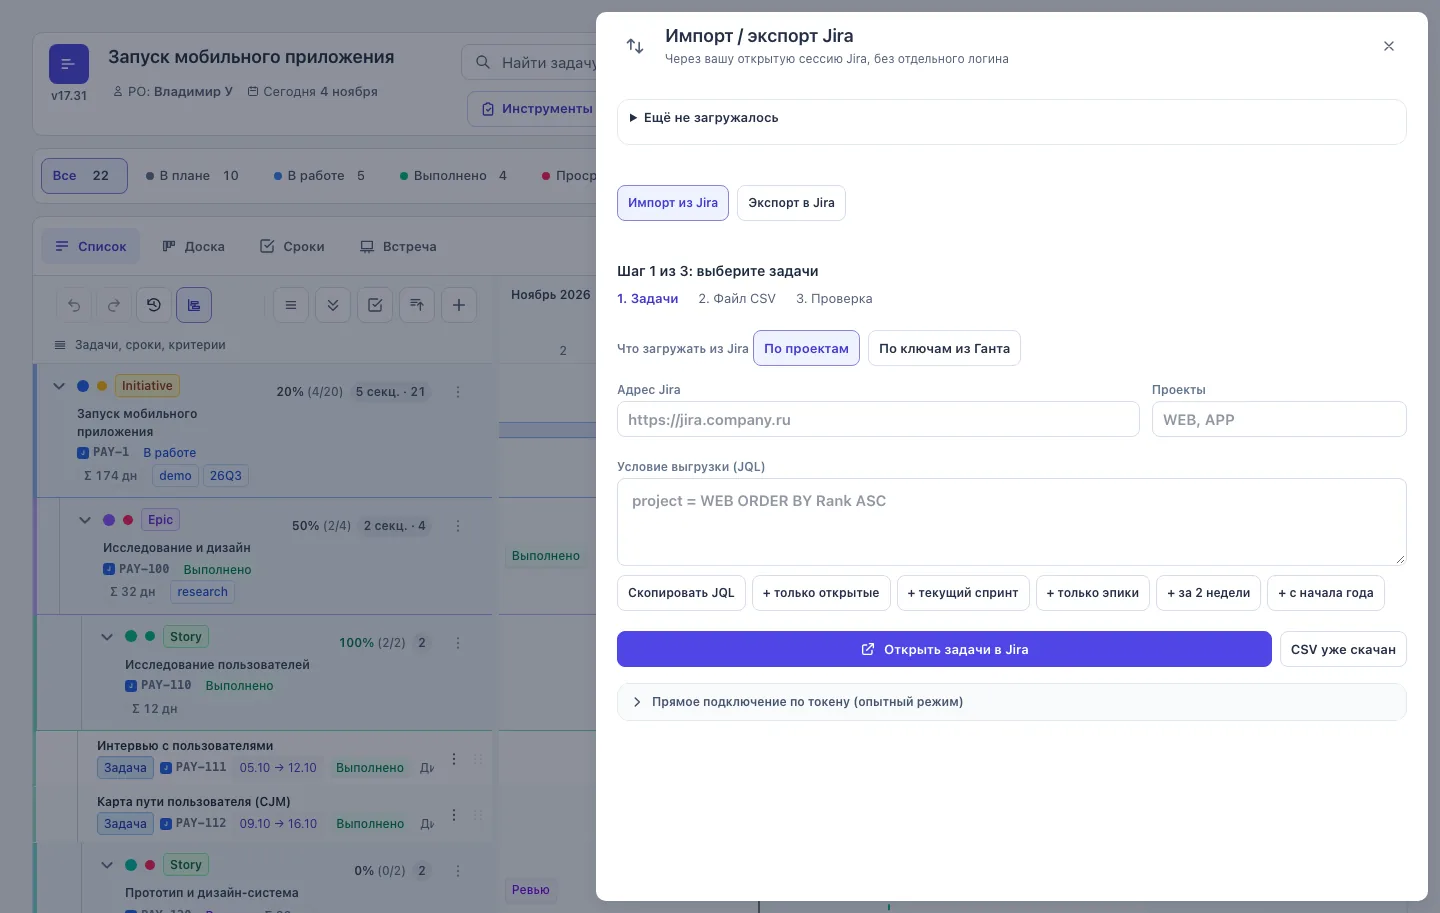 Запуск мобильного приложения
v17.31
PO: Владимир У
Сегодня 4 ноября
Найти задачу
Инструменты
Все 22
В плане 10
В работе 5
Выполнено 4
Список
Доска
Сроки
Встреча
Ноябрь 2026
Задачи, сроки, критерии
2
Initiative
20% (4/20)
5 секц. · 21
Запуск мобильного
приложения
PAY-1 В работе
Σ 174 дн demo 26Q3
Epic
50% (2/4)
2 секц. · 4
Исследование и дизайн
Выполнено
PAY-100 Выполнено
Σ 32 дн research
Story
100% (2/2) 2
Исследование пользователей
PAY-110 Выполнено
Σ 12 дн
Интервью с пользователями
Задача PAY-111 05.10 → 12.10 Выполнено
Карта пути пользователя (CJM)
Задача PAY-112 09.10 → 16.10 Выполнено
Story
0% (0/2) 2
Прототип и дизайн-система
Ревью
Импорт / экспорт Jira
Через вашу открытую сессию Jira, без отдельного логина
Ещё не загружалось
Импорт из Jira
Экспорт в Jira
Шаг 1 из 3: выберите задачи
1. Задачи 2. Файл CSV 3. Проверка
Что загружать из Jira По проектам По ключам из Ганта
Адрес Jira
Проекты
https://jira.company.ru
WEB, APP
Условие выгрузки (JQL)
project = WEB ORDER BY Rank ASC
Скопировать JQL + только открытые + текущий спринт + только эпики + за 2 недели + с начала года
Открыть задачи в Jira
CSV уже скачан
Прямое подключение по токену (опытный режим)